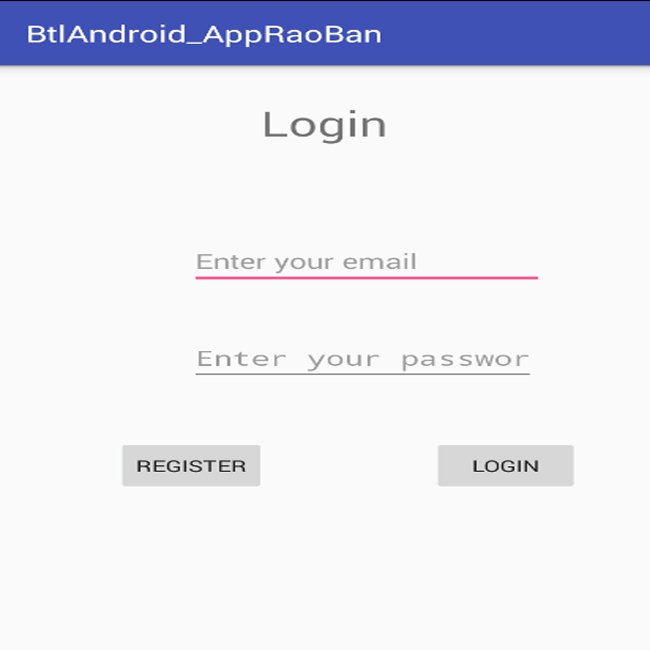 BtlAndroid_AppRaoBan
Login
Enter your email
Enter your passwor
REGISTER LOGIN